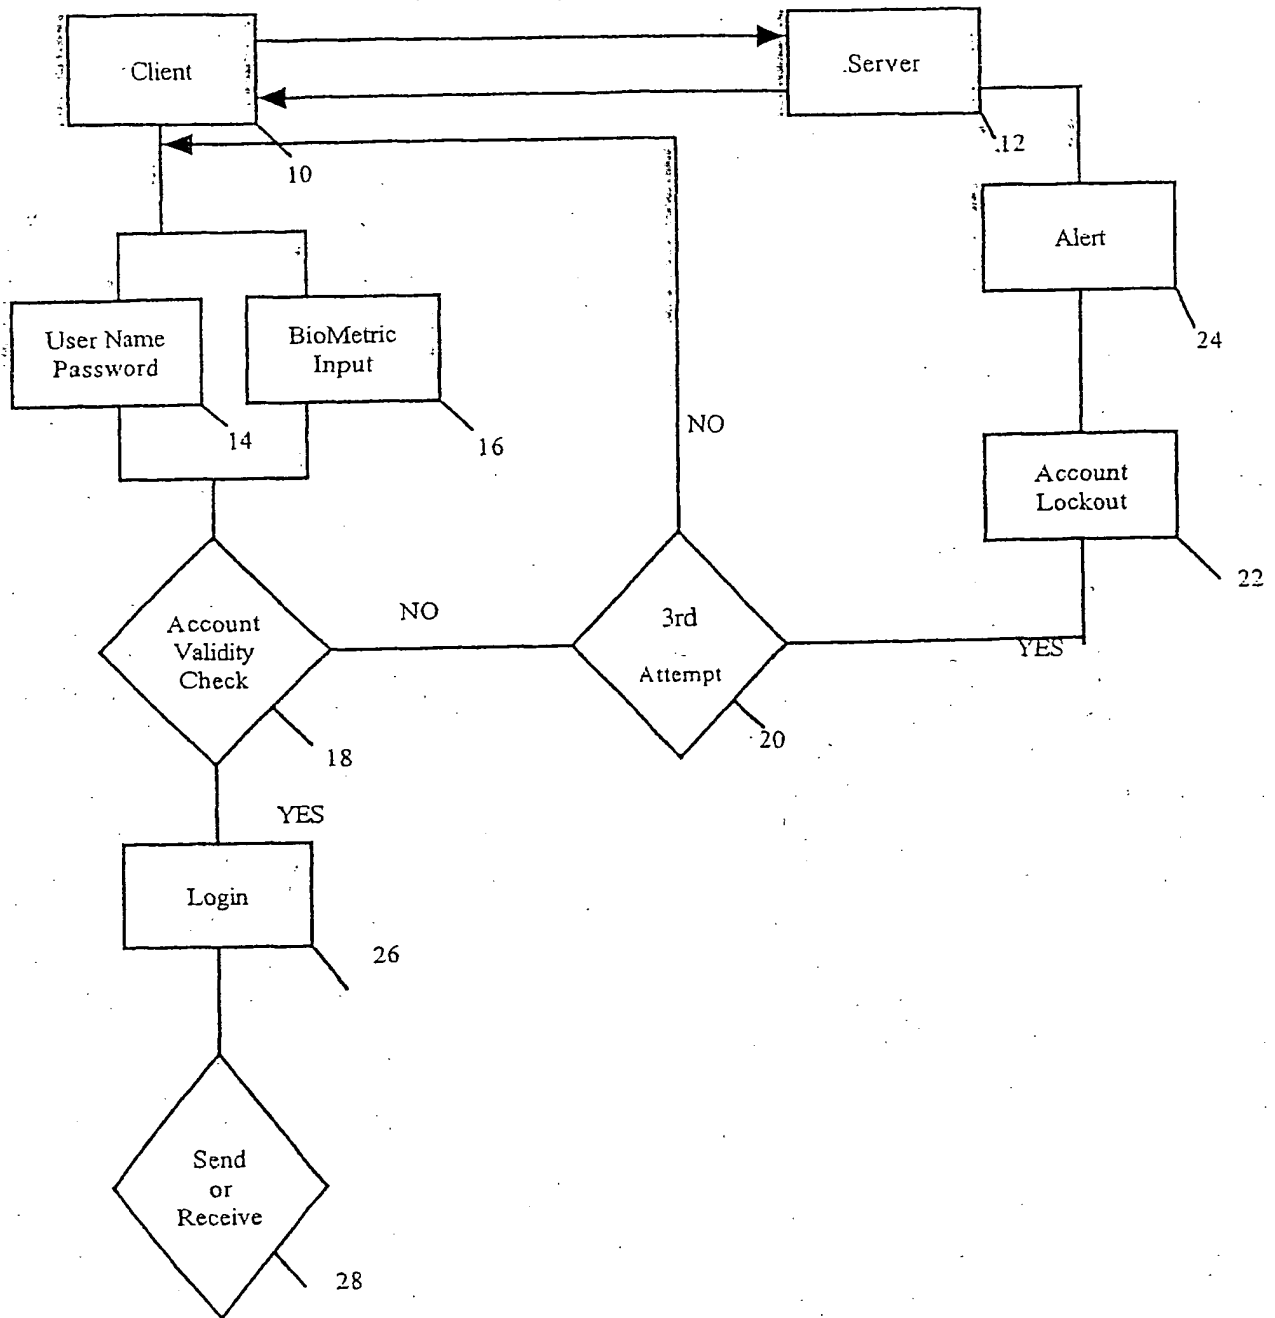 Client
Server
10
12
Alert
24
User Name
Password
14
BioMetric
Input
16
NO
Account
Lockout
22
Account
Validity
Check
18
NO
3rd
Attempt
20
YES
YES
Login
26
Send
or
Receive
28